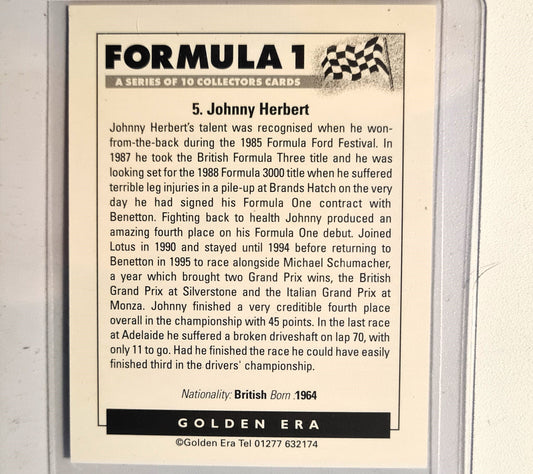 FORMULA 1
A SERIES OF 10 COLLECTORS CARDS
5. Johnny Herbert
Johnny Herbert's talent was recognised when he won-
from-the-back during the 1985 Formula Ford Festival. In
1987 he took the British Formula Three title and he was
looking set for the 1988 Formula 3000 title when he suffered
terrible leg injuries in a pile-up at Brands Hatch on the very
day he had signed his Formula One contract with
Benetton. Fighting back to health Johnny produced an
amazing fourth place on his Formula One debut. Joined
Lotus in 1990 and stayed until 1994 before returning to
Benetton in 1995 to race alongside Michael Schumacher,
a year which brought two Grand Prix wins, the British
Grand Prix at Silverstone and the Italian Grand Prix at
Monza. Johnny finished a very creditible fourth place
overall in the championship with 45 points. In the last race
at Adelaide he suffered a broken driveshaft on lap 70, with
only 11 to go. Had he finished the race he could have easily
finished third in the drivers' championship.
Nationality: British Born :1964
GOLDEN ERA
©Golden Era Tel 01277 632174